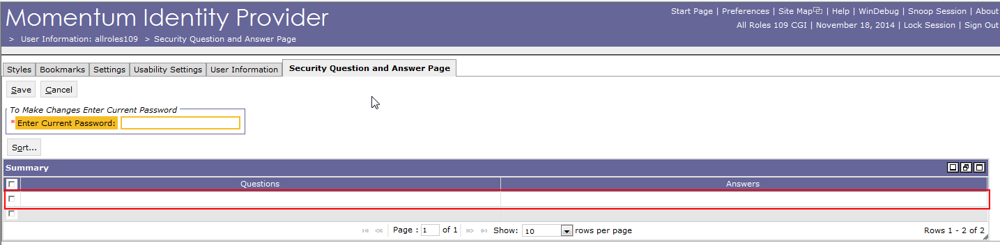 Momentum Identity Provider
Start Page | Preferences | Site Map | Help | WinDebug | Snoop Session | About
All Roles 109 CGI | November 18, 2014 | Lock Session | Sign Out
> User Information: allroles109 > Security Question and Answer Page
Styles Bookmarks Settings Usability Settings User Information Security Question and Answer Page
Save Cancel
To Make Changes Enter Current Password
*Enter Current Password:
Sort...
Summary
Questions Answers
Page : 1 of 1 Show: 10 rows per page Rows 1 - 2 of 2